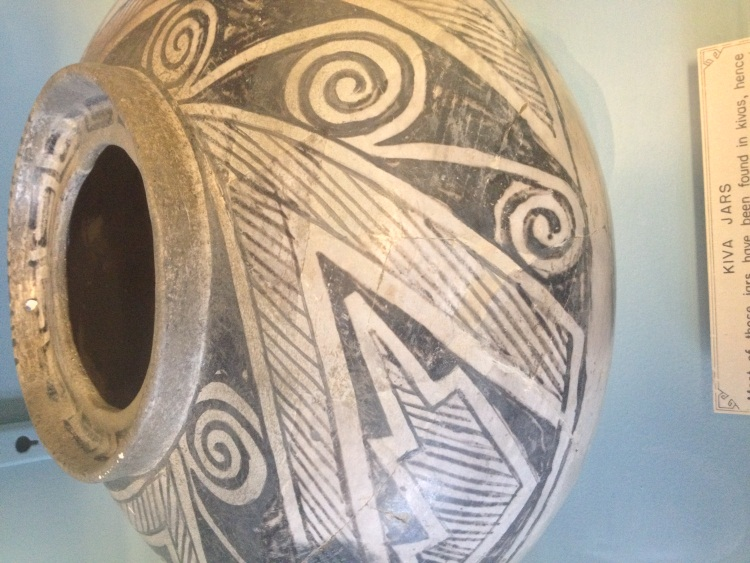 KIVA JARS
Most of these jars have been found in kivas, hence